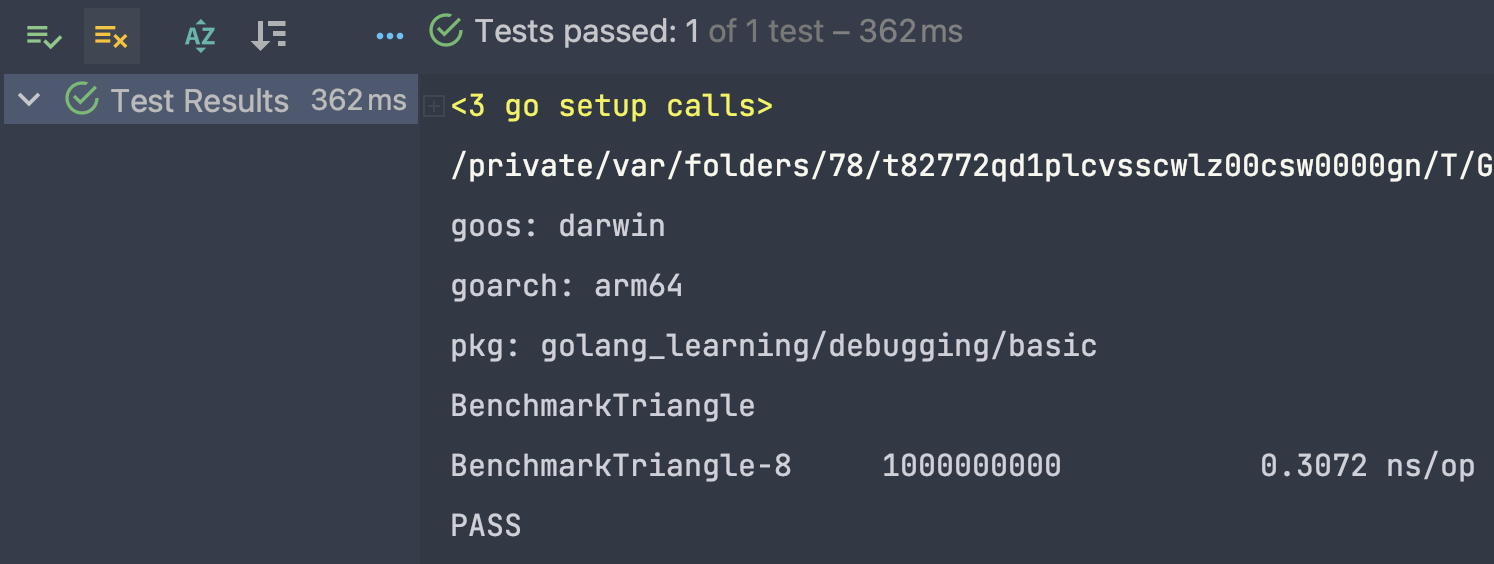 Tests passed: 1 of 1 test – 362 ms
Test Results 362 ms
<3 go setup calls>
/private/var/folders/78/t82772qd1plcvsscwlz00csw0000gn/T/G
goos: darwin
goarch: arm64
pkg: golang_learning/debugging/basic
BenchmarkTriangle
BenchmarkTriangle-8 1000000000 0.3072 ns/op
PASS